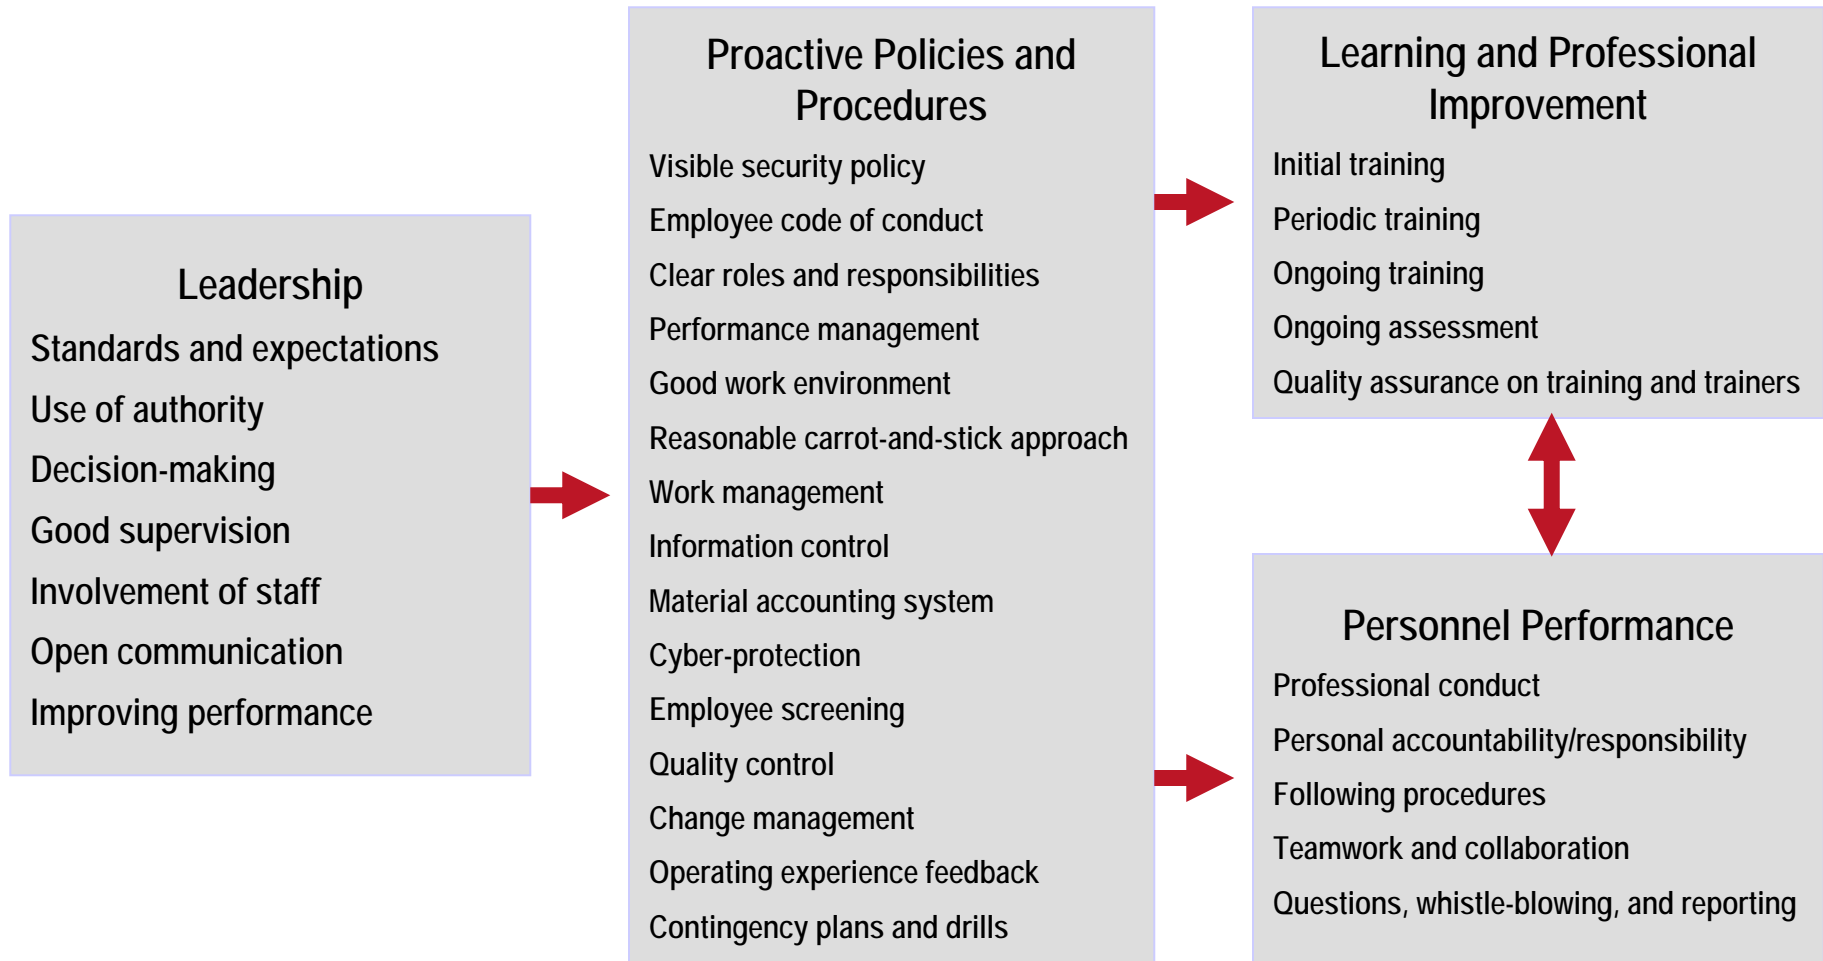 Leadership
Standards and expectations
Use of authority
Decision-making
Good supervision
Involvement of staff
Open communication
Improving performance
Proactive Policies and
Procedures
Visible security policy
Employee code of conduct
Clear roles and responsibilities
Performance management
Good work environment
Reasonable carrot-and-stick approach
Work management
Information control
Material accounting system
Cyber-protection
Employee screening
Quality control
Change management
Operating experience feedback
Contingency plans and drills
Learning and Professional
Improvement
Initial training
Periodic training
Ongoing training
Ongoing assessment
Quality assurance on training and trainers
Personnel Performance
Professional conduct
Personal accountability/responsibility
Following procedures
Teamwork and collaboration
Questions, whistle-blowing, and reporting